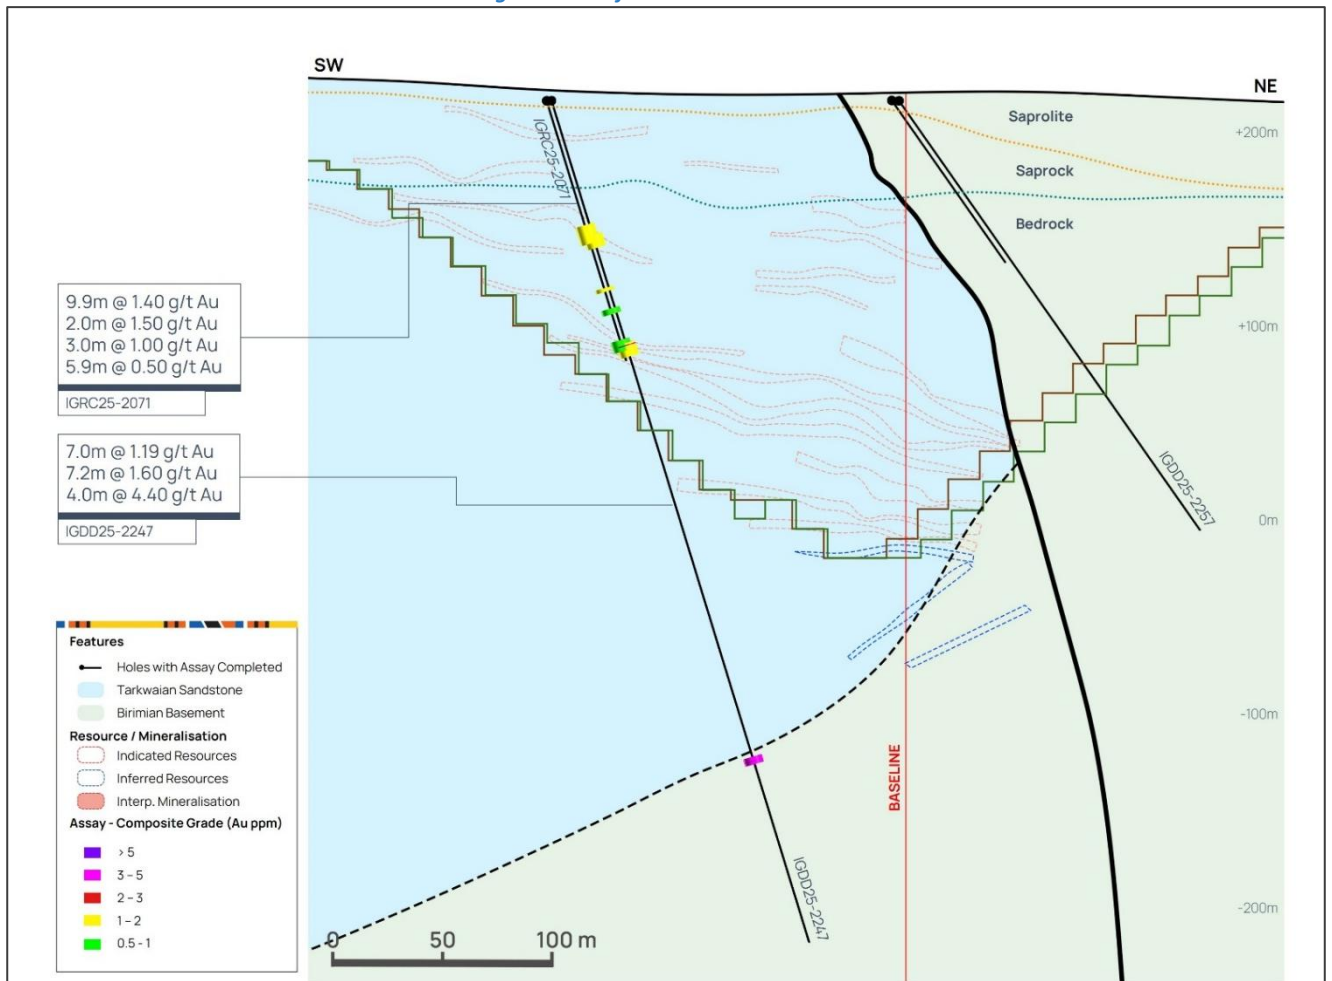 SW
NE
Saprolite
+200m
Saprock
Bedrock
IGRC25-2071
9.9m @ 1.40 g/t Au
2.0m @ 1.50 g/t Au
3.0m @ 1.00 g/t Au
5.9m @ 0.50 g/t Au
IGRC25-2071
+100m
7.0m @ 1.19 g/t Au
7.2m @ 1.60 g/t Au
4.0m @ 4.40 g/t Au
IGDD25-2247
IGDD25-2257
0m
Features
Holes with Assay Completed
Tarkwaian Sandstone
Birimian Basement
Resource / Mineralisation
Indicated Resources
Inferred Resources
Interp. Mineralisation
Assay - Composite Grade (Au ppm)
> 5
3 - 5
2 - 3
1 - 2
0.5 - 1
-100m
BASELINE
IGDD25-2247
-200m
0 50 100 m